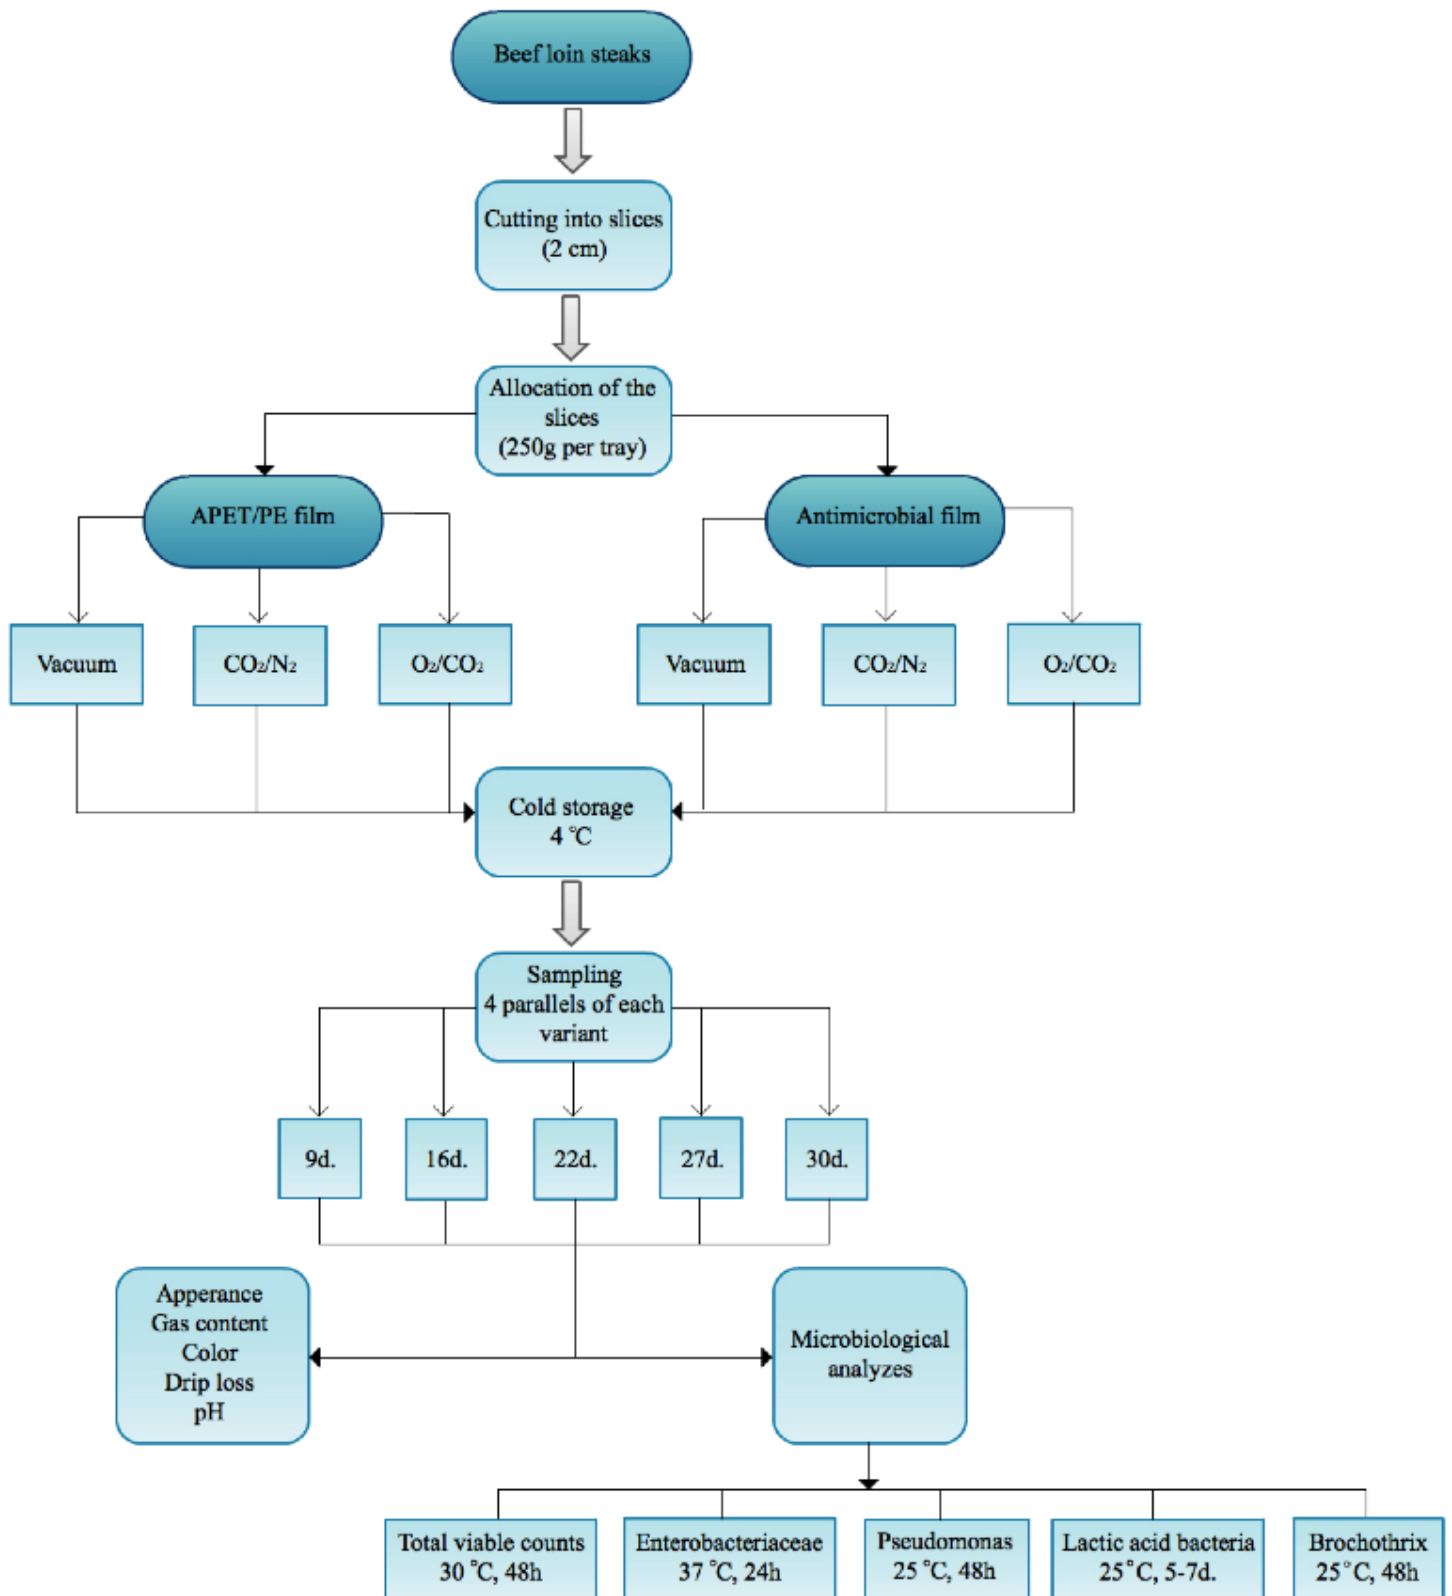 Beef loin steaks
Cutting into slices
(2 cm)
Allocation of the
slices
(250g per tray)
APET/PE film
Antimicrobial film
Vacuum
CO₂/N₂
O₂/CO₂
Vacuum
CO₂/N₂
O₂/CO₂
Cold storage
4 °C
Sampling
4 parallels of each
variant
9d.
16d.
22d.
27d.
30d.
Apperance
Gas content
Color
Drip loss
pH
Microbiological
analyzes
Total viable counts
30 °C, 48h
Enterobacteriaceae
37 °C, 24h
Pseudomonas
25 °C, 48h
Lactic acid bacteria
25°C, 5-7d.
Brochothrix
25°C, 48h